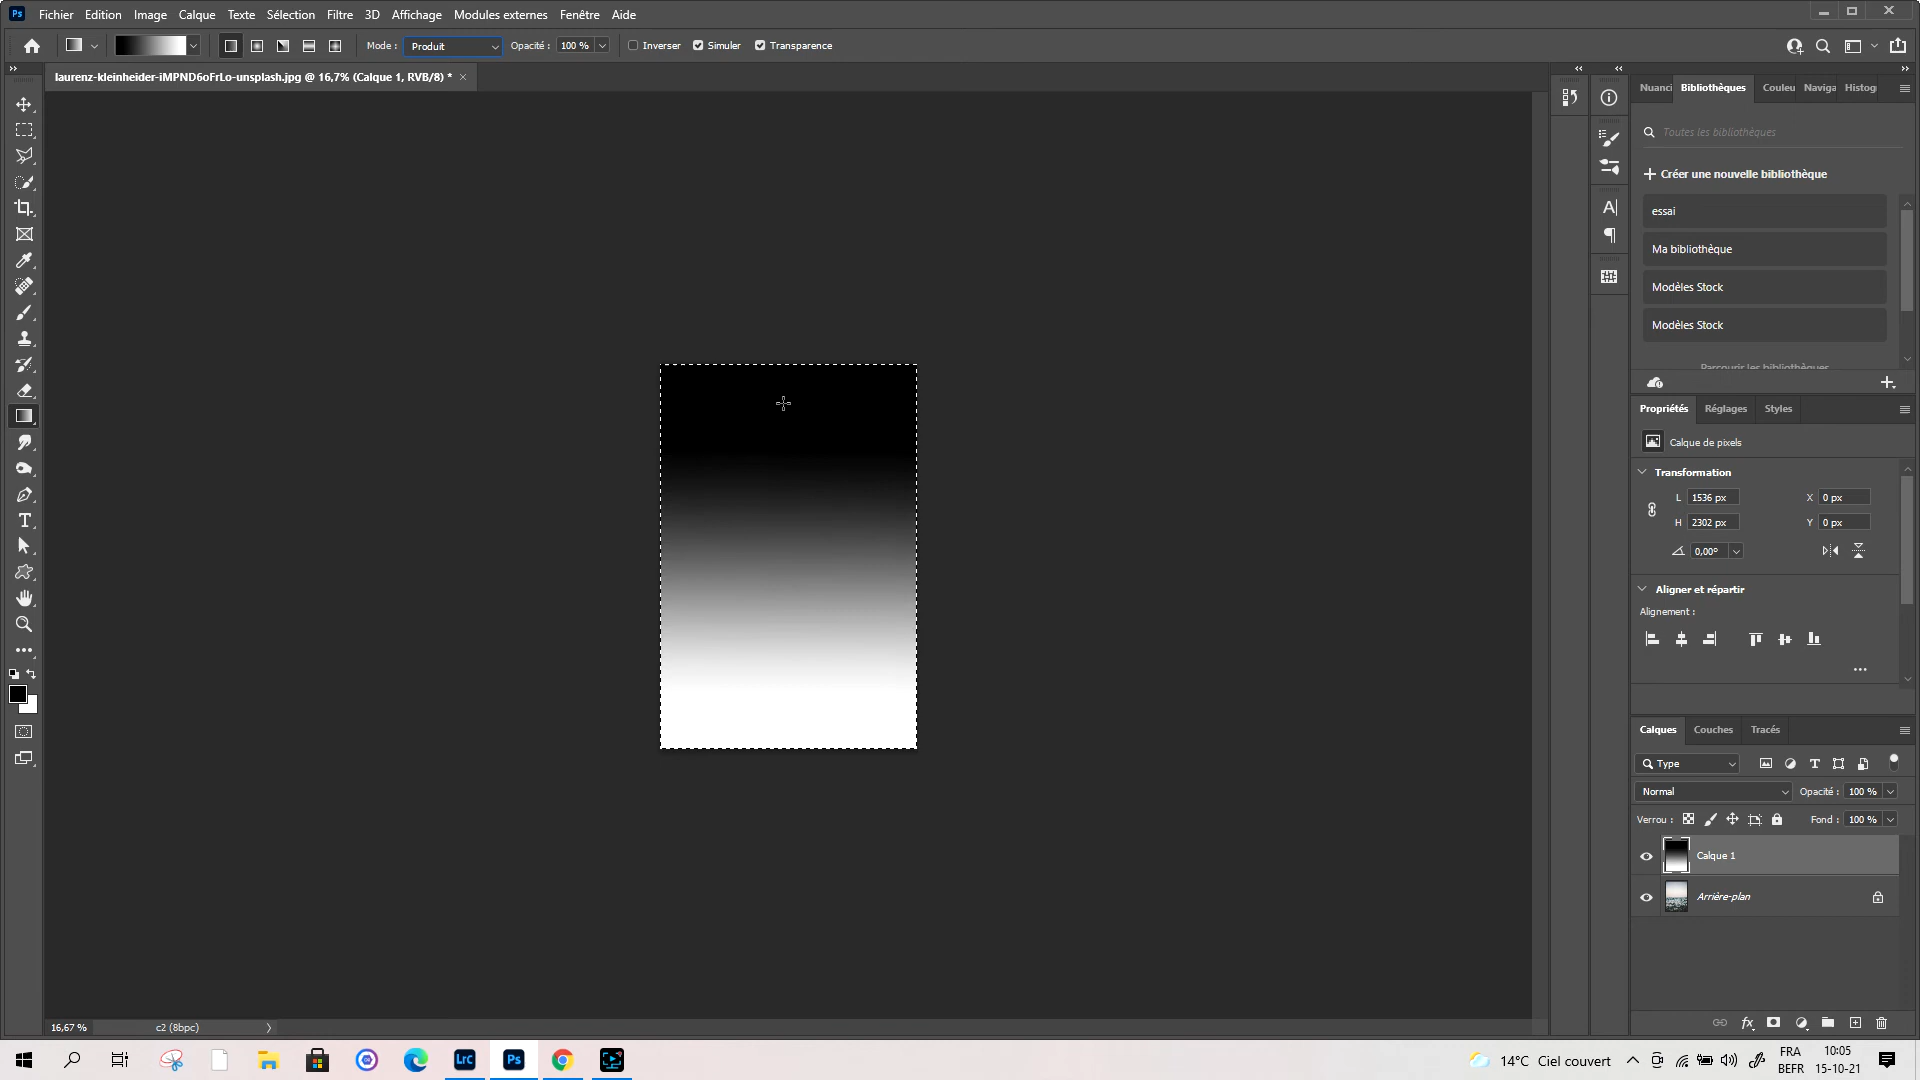 Ps Fichier Edition Image Calque Texte Sélection Filtre 3D Affichage Modules externes Fenêtre Aide
Mode : Produit Opacité : 100 % Inverser Simuler Transparence
laurenz-kleinheider-iMPND6oFrLo-unsplash.jpg @ 16,7% (Calque 1, RVB/8) *
Nuanci Bibliothèques Couleu Naviga Histog
Toutes les bibliothèques
Créer une nouvelle bibliothèque
essai
Ma bibliothèque
Modèles Stock
Modèles Stock
Parcourir les bibliothèques
Propriétés Réglages Styles
Calque de pixels
Transformation
L 1536 px X 0 px
H 2302 px Y 0 px
0,00°
Aligner et répartir
Alignement :
Calques Couches Tracés
Type
Normal Opacité : 100 %
Verrou : Fond : 100 %
Calque 1
Arrière-plan
16,67 % c2 (8bpc)
Lrc Ps 14°C Ciel couvert FRA 10:05
BEFR 15-10-21